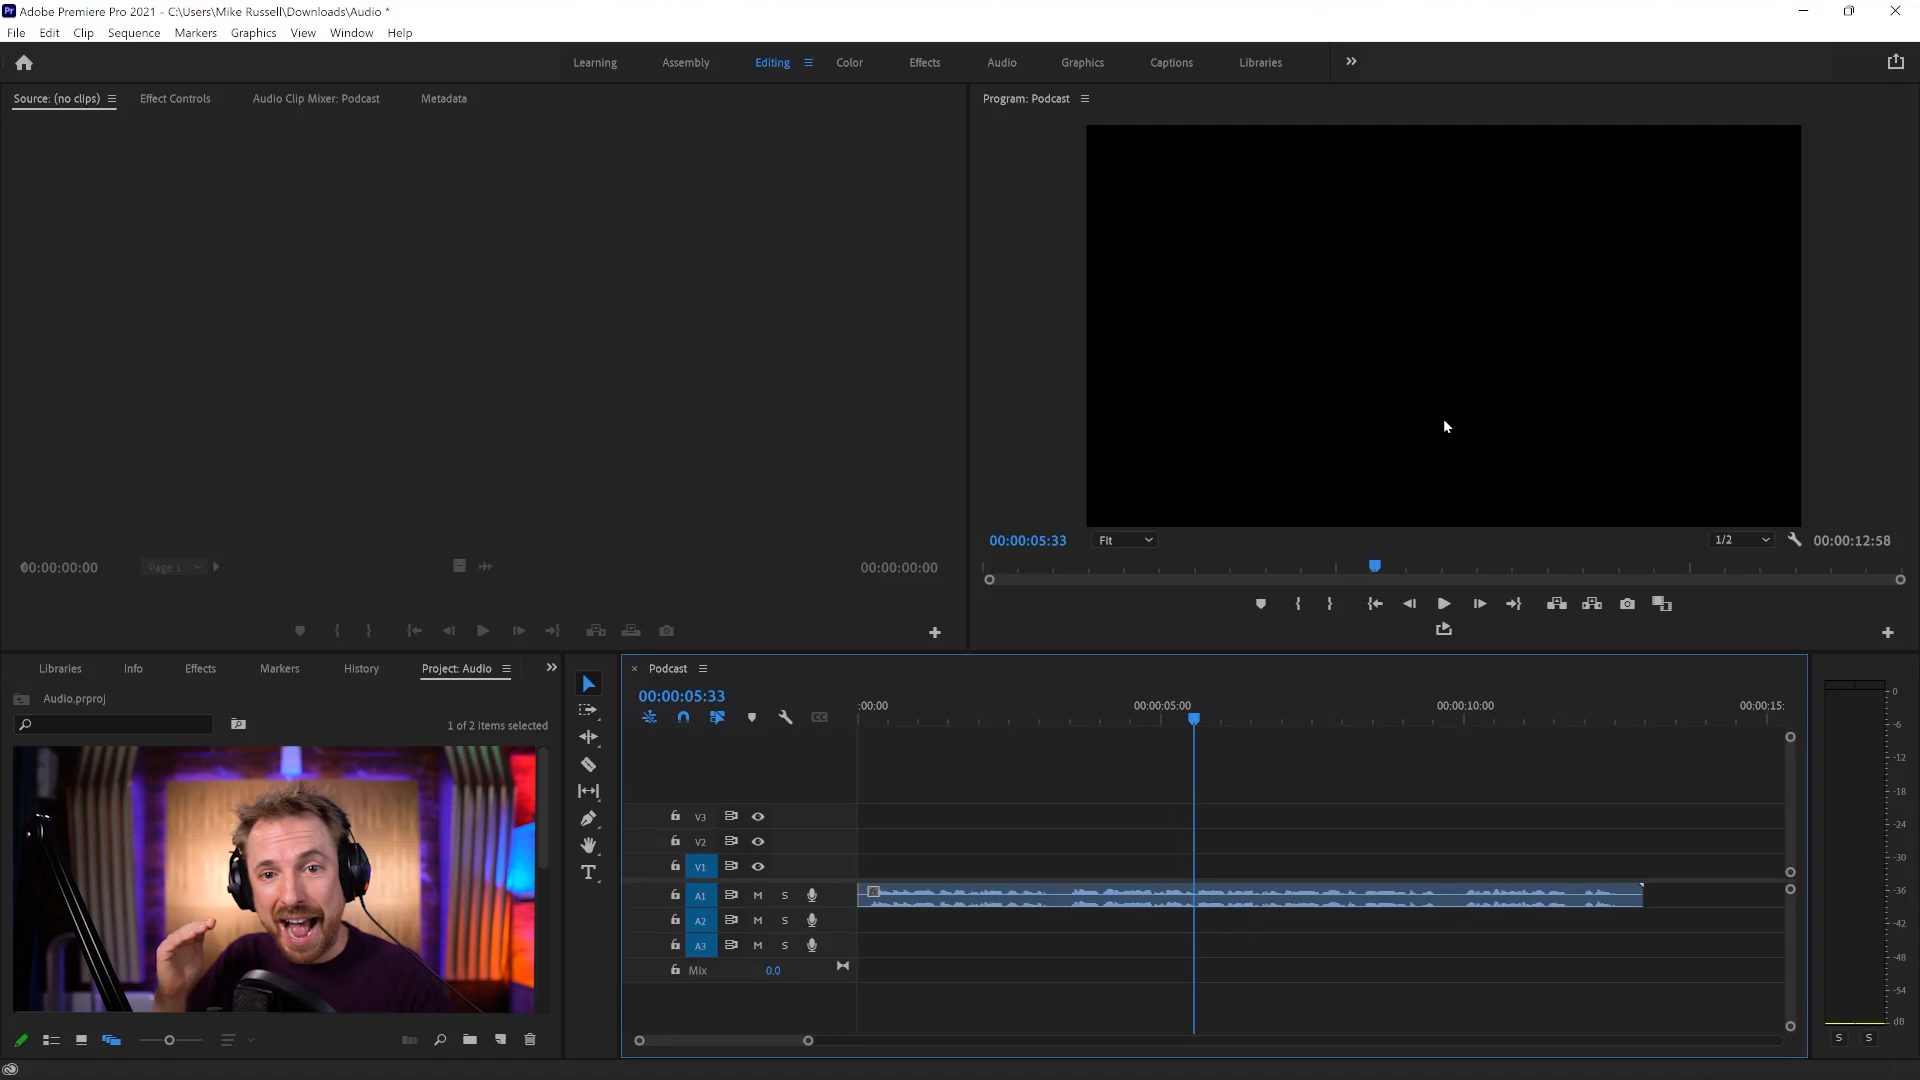 Adobe Premiere Pro 2021 - C:\Users\Mike Russell\Downloads\Audio *
File Edit Clip Sequence Markers Graphics View Window Help
Learning Assembly Editing Color Effects Audio Graphics Captions Libraries
Source: (no clips) Effect Controls Audio Clip Mixer: Podcast Metadata
Program: Podcast
00:00:05:33 Fit 1/2 00:00:12:58
00:00:00:00 Page 1 00:00:00:00
Libraries Info Effects Markers History Project: Audio
Audio.prproj
1 of 2 items selected
Podcast
00:00:05:33
:00:00 00:00:05:00 00:00:10:00 00:00:15:
V3
V2
V1
A1 M S
A2 M S
A3 M S
Mix 0.0
0
-6
-12
-18
-24
-30
-36
-42
-48
-54
dB
S S